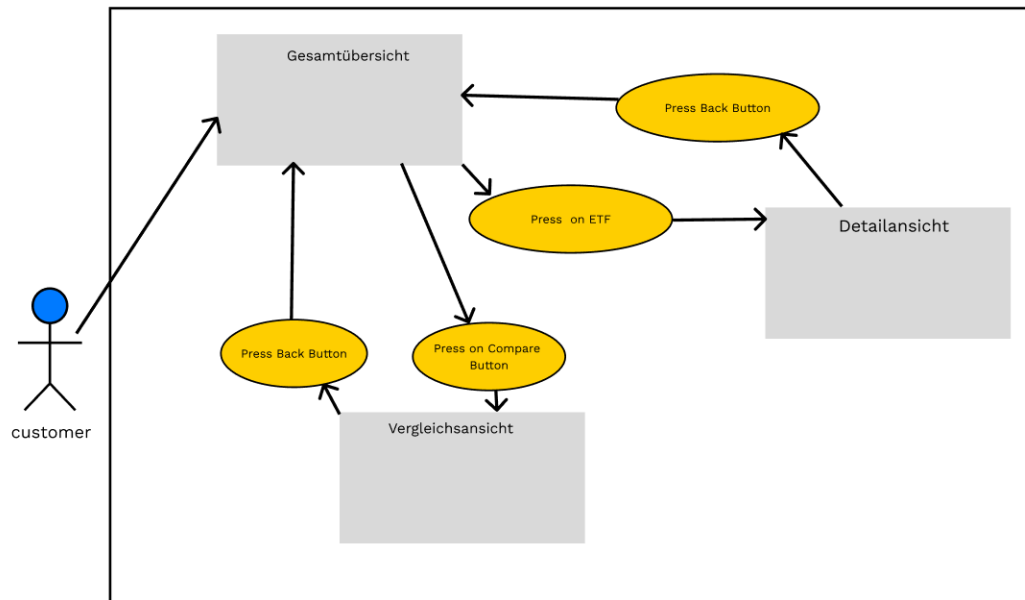 Gesamtübersicht
Press Back Button
Press on ETF
Detailansicht
Press Back Button
Press on Compare
Button
customer
Vergleichsansicht